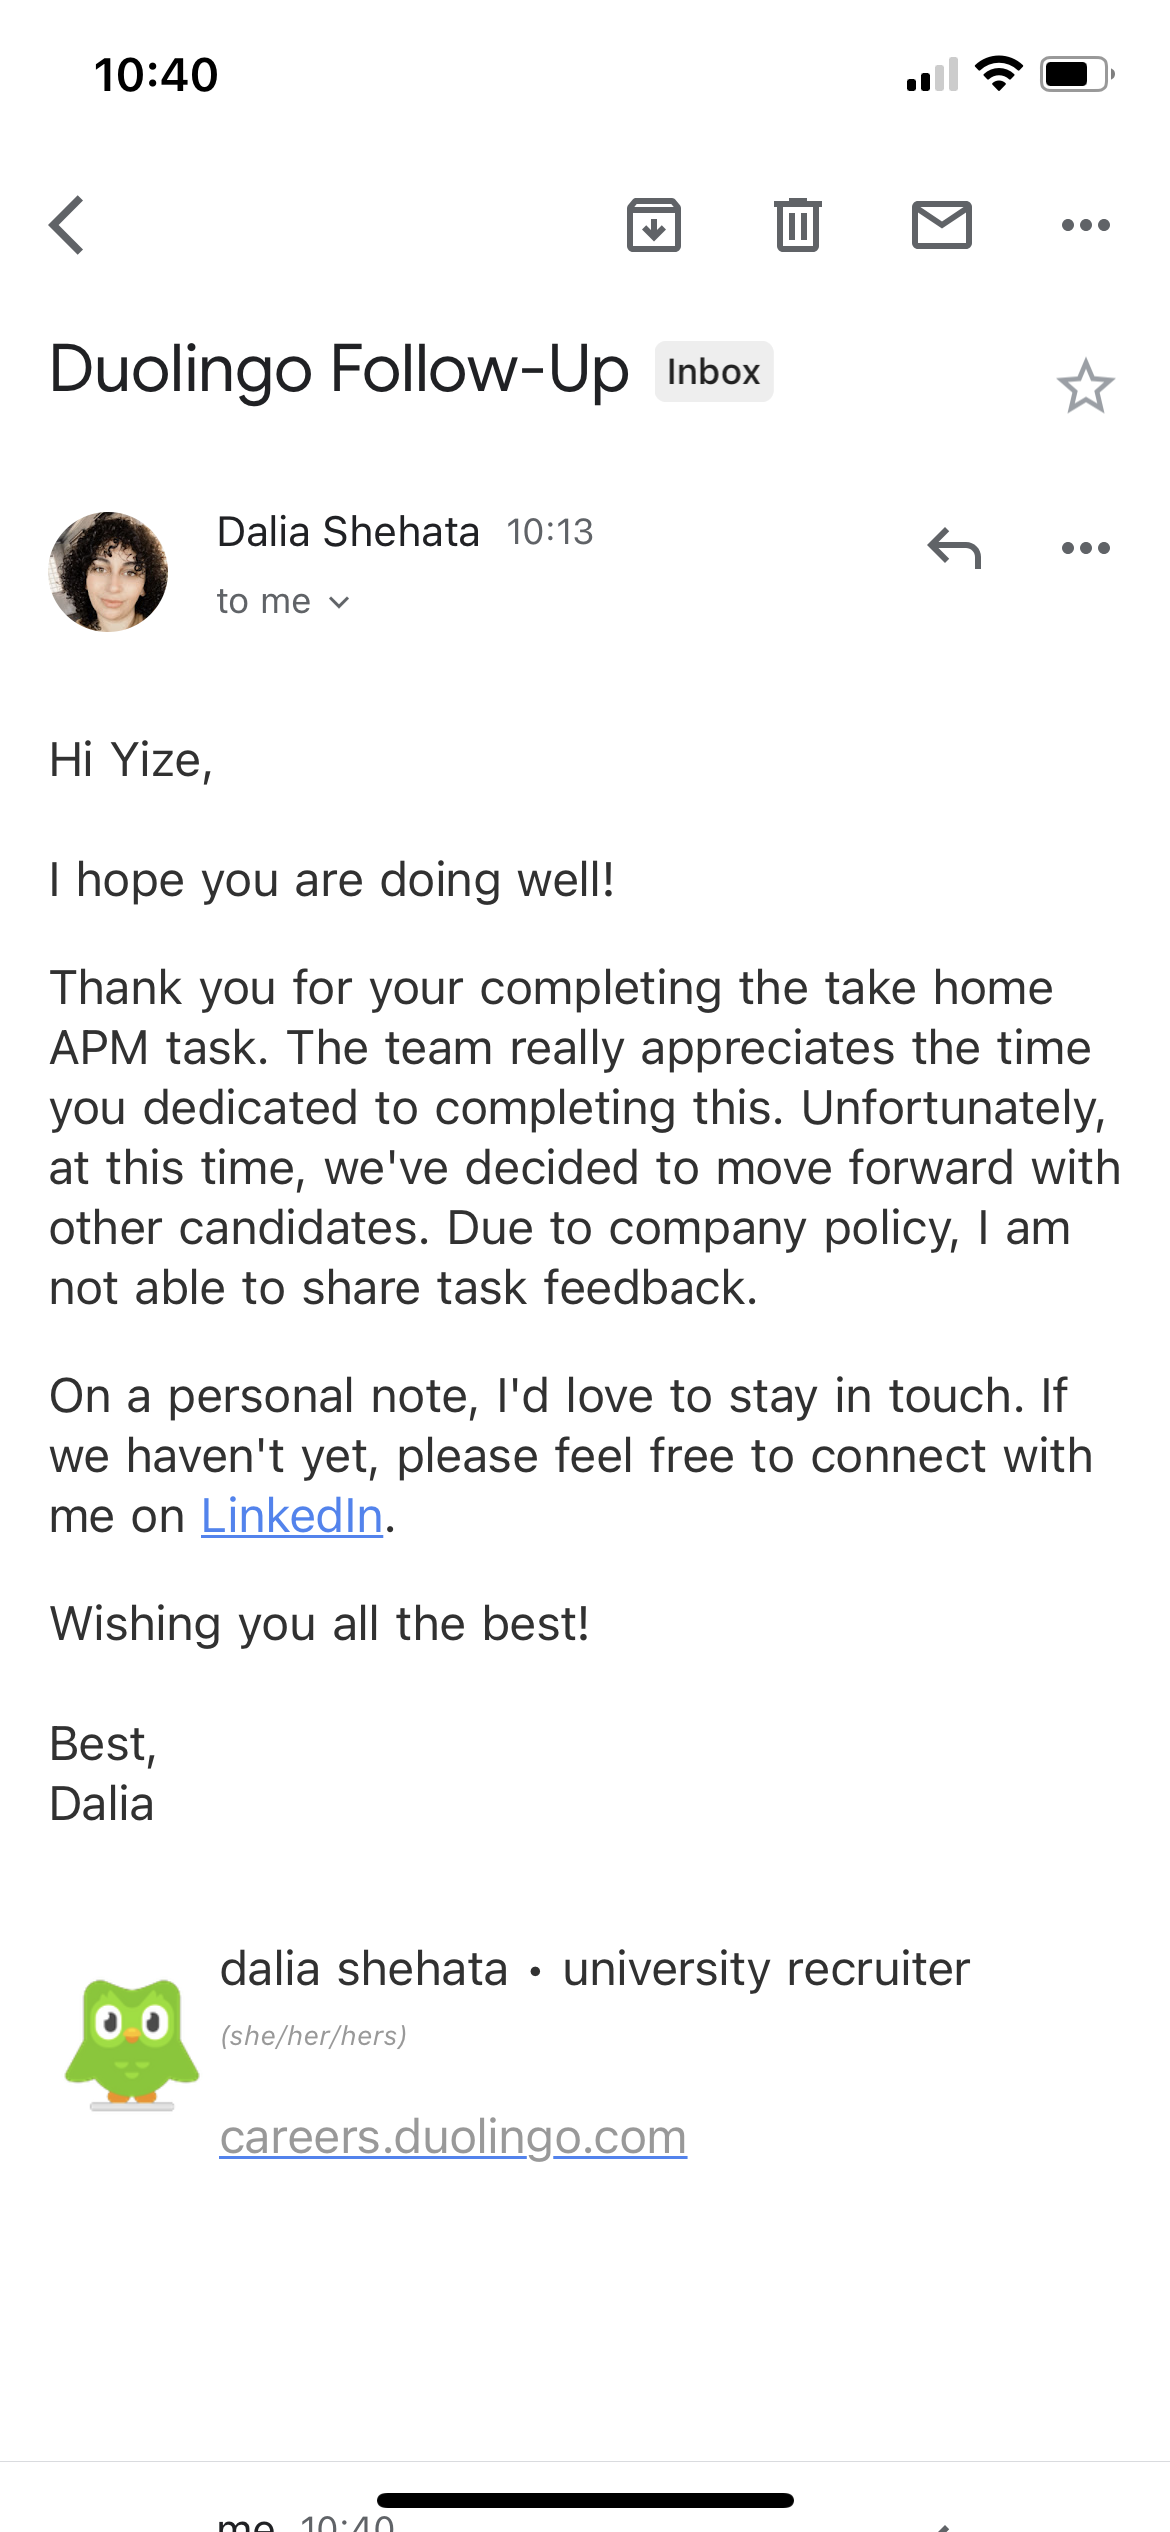 10:40
Duolingo Follow-Up Inbox
Dalia Shehata 10:13
to me
Hi Yize,
I hope you are doing well!
Thank you for your completing the take home
APM task. The team really appreciates the time
you dedicated to completing this. Unfortunately,
at this time, we've decided to move forward with
other candidates. Due to company policy, I am
not able to share task feedback.
On a personal note, I'd love to stay in touch. If
we haven't yet, please feel free to connect with
me on LinkedIn.
Wishing you all the best!
Best,
Dalia
dalia shehata • university recruiter
(she/her/hers)
careers.duolingo.com
me 10:40